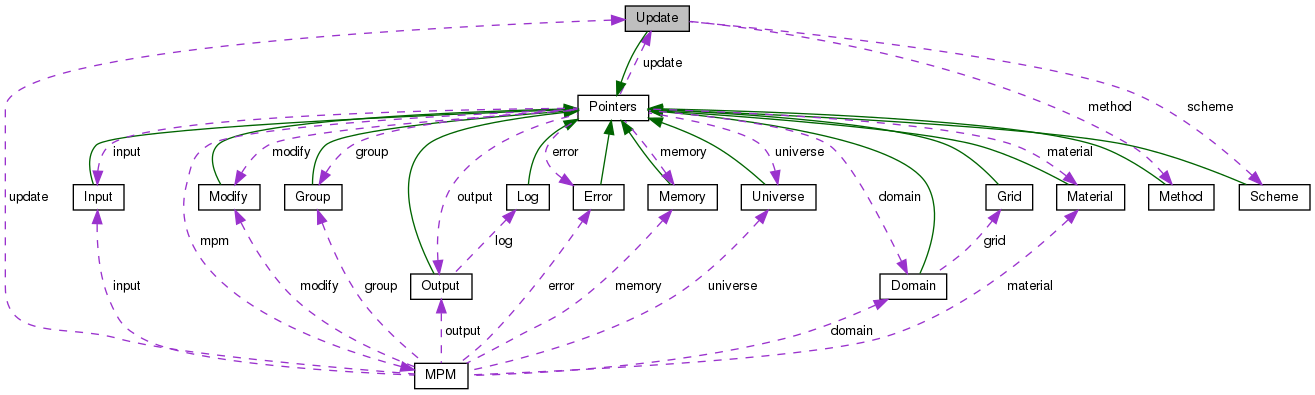 Update
update
method
scheme
Pointers
input
modify
group
error
memory
universe
material
Input
Modify
Group
output
Log
Error
Memory
Universe
domain
Grid
Material
Method
Scheme
update
mpm
log
grid
input
modify
group
Output
error
memory
universe
Domain
material
output
domain
MPM